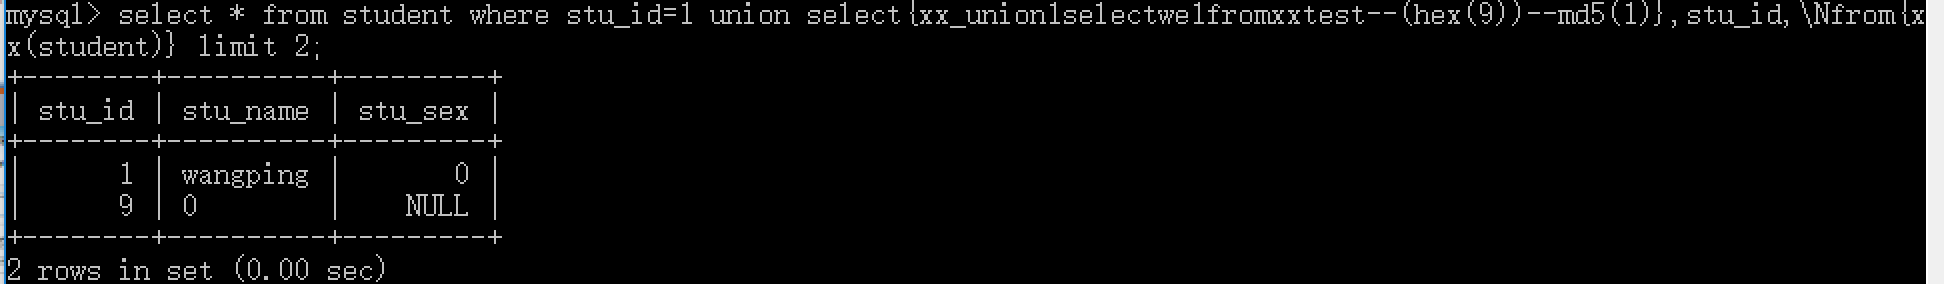 mysql> select * from student where stu_id=1 union select{xx_union1selectwe1fromxxtest--(hex(9))--md5(1)},stu_id,\Nfrom{x
x(student)} limit 2;
+--------+----------+---------+
| stu_id | stu_name | stu_sex |
+--------+----------+---------+
|      1 | wangping |       0 |
|      9 | 0        |    NULL |
+--------+----------+---------+
2 rows in set (0.00 sec)